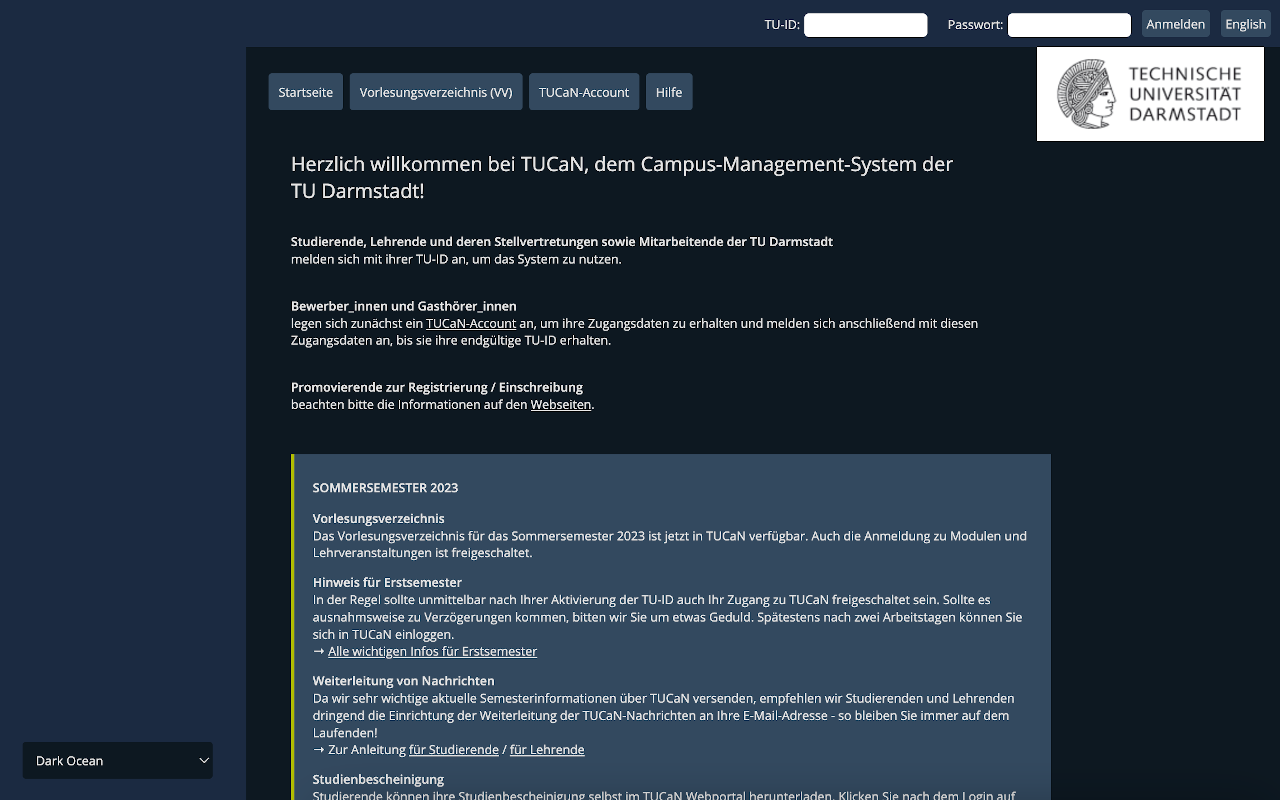 TU-ID:
Passwort:
Anmelden
English
Startseite
Vorlesungsverzeichnis (VV)
TUCaN-Account
Hilfe
TECHNISCHE
UNIVERSITÄT
DARMSTADT
Herzlich willkommen bei TUCaN, dem Campus-Management-System der
TU Darmstadt!
Studierende, Lehrende und deren Stellvertretungen sowie Mitarbeitende der TU Darmstadt
melden sich mit ihrer TU-ID an, um das System zu nutzen.
Bewerber_innen und Gasthörer_innen
legen sich zunächst ein TUCaN-Account an, um ihre Zugangsdaten zu erhalten und melden sich anschließend mit diesen
Zugangsdaten an, bis sie ihre endgültige TU-ID erhalten.
Promovierende zur Registrierung / Einschreibung
beachten bitte die Informationen auf den Webseiten.
SOMMERSEMESTER 2023
Vorlesungsverzeichnis
Das Vorlesungsverzeichnis für das Sommersemester 2023 ist jetzt in TUCaN verfügbar. Auch die Anmeldung zu Modulen und
Lehrveranstaltungen ist freigeschaltet.
Hinweis für Erstsemester
In der Regel sollte unmittelbar nach Ihrer Aktivierung der TU-ID auch Ihr Zugang zu TUCaN freigeschaltet sein. Sollte es
ausnahmsweise zu Verzögerungen kommen, bitten wir Sie um etwas Geduld. Spätestens nach zwei Arbeitstagen können Sie
sich in TUCaN einloggen.
→ Alle wichtigen Infos für Erstsemester
Weiterleitung von Nachrichten
Da wir sehr wichtige aktuelle Semesterinformationen über TUCaN versenden, empfehlen wir Studierenden und Lehrenden
dringend die Einrichtung der Weiterleitung der TUCaN-Nachrichten an Ihre E-Mail-Adresse - so bleiben Sie immer auf dem
Laufenden!
→ Zur Anleitung für Studierende / für Lehrende
Studienbescheinigung
Studierende können ihre Studienbescheinigung selbst im TUCaN Webportal herunterladen. Klicken Sie nach dem Login auf
Dark Ocean